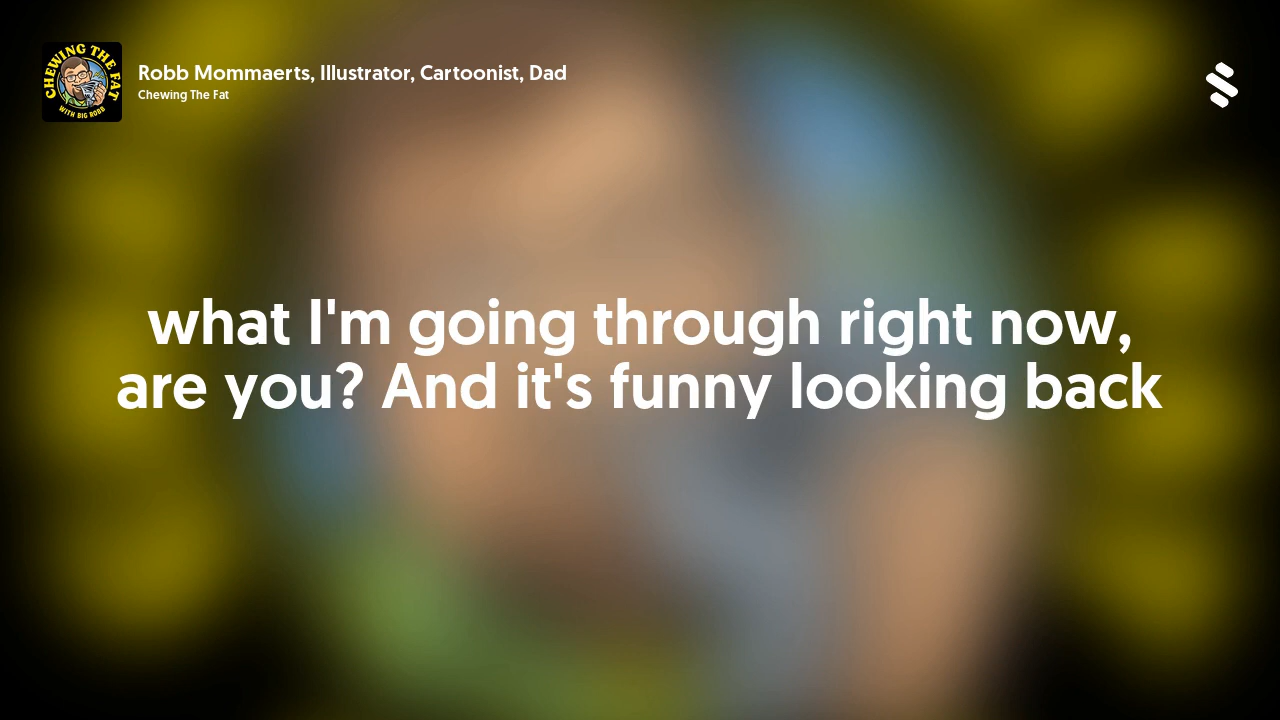 CHEWING THE FAT
WITH BIG ROBB
Robb Mommaerts, Illustrator, Cartoonist, Dad
Chewing The Fat
what I'm going through right now,
are you? And it's funny looking back